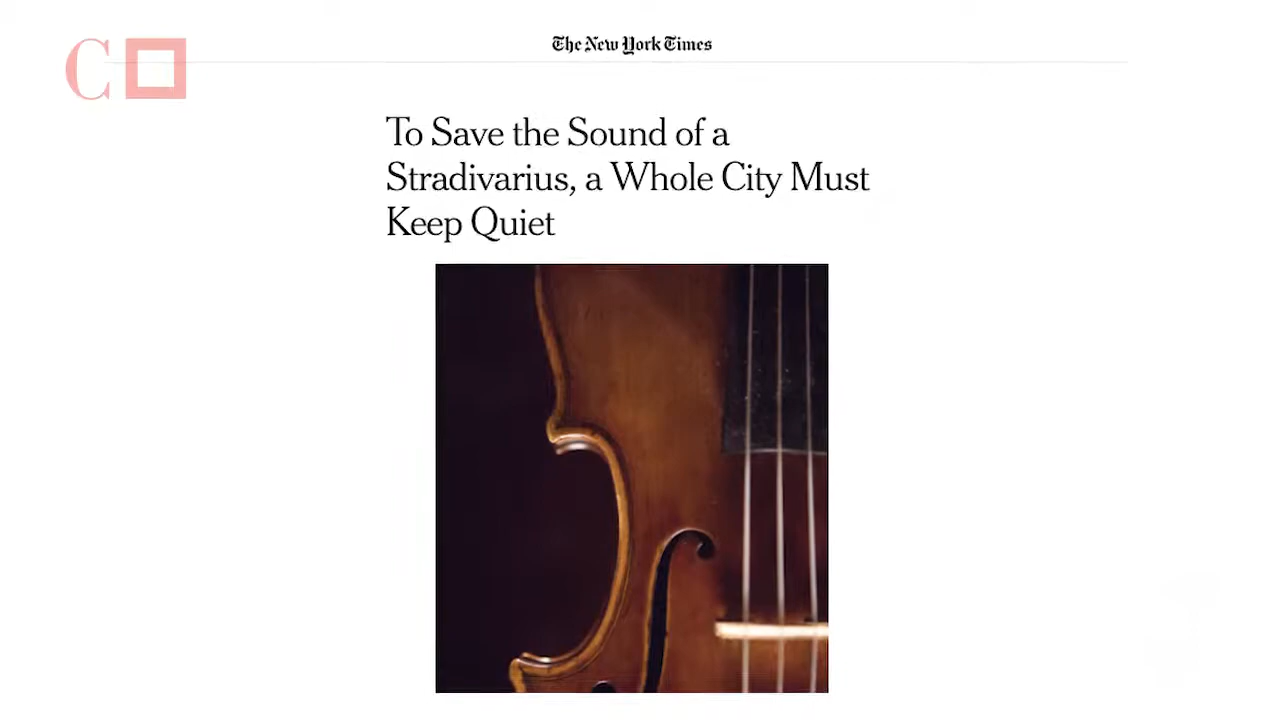 C
The New York Times
To Save the Sound of a
Stradivarius, a Whole City Must
Keep Quiet